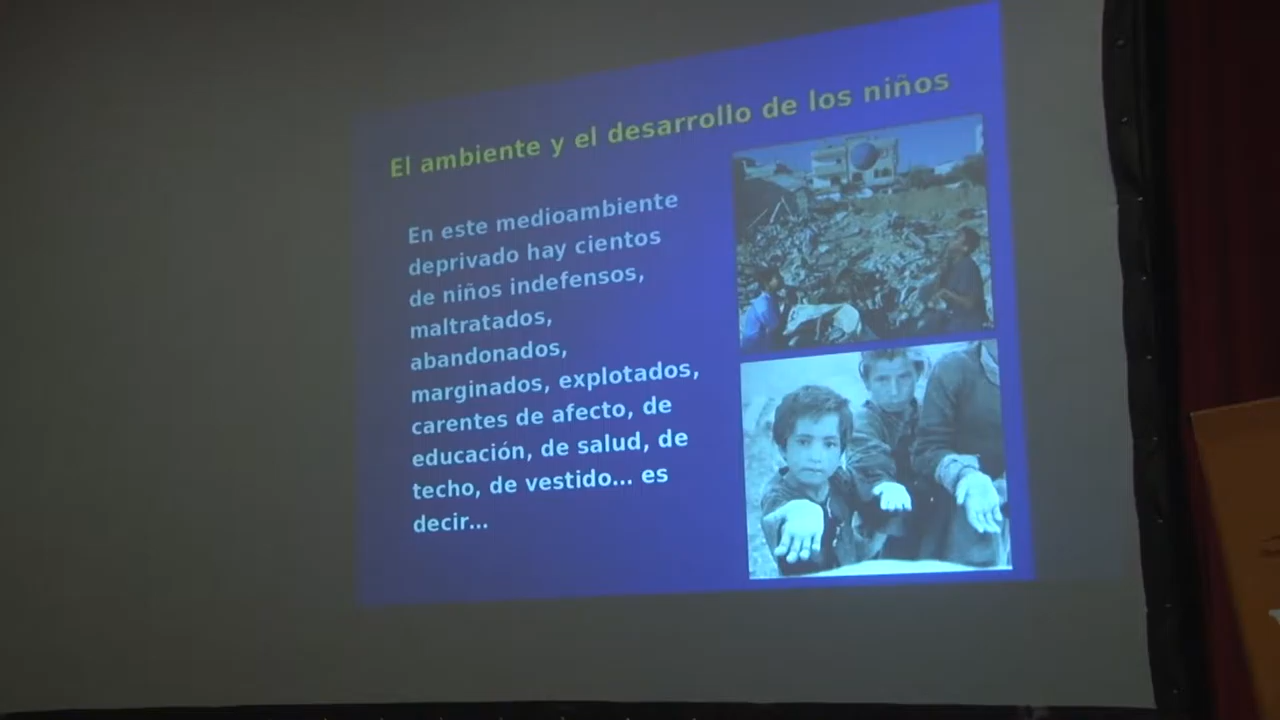 El ambiente y el desarrollo de los niños
En este medioambiente
deprivado hay cientos
de niños indefensos,
maltratados,
abandonados,
marginados, explotados,
carentes de afecto, de
educación, de salud, de
techo, de vestido... es
decir...